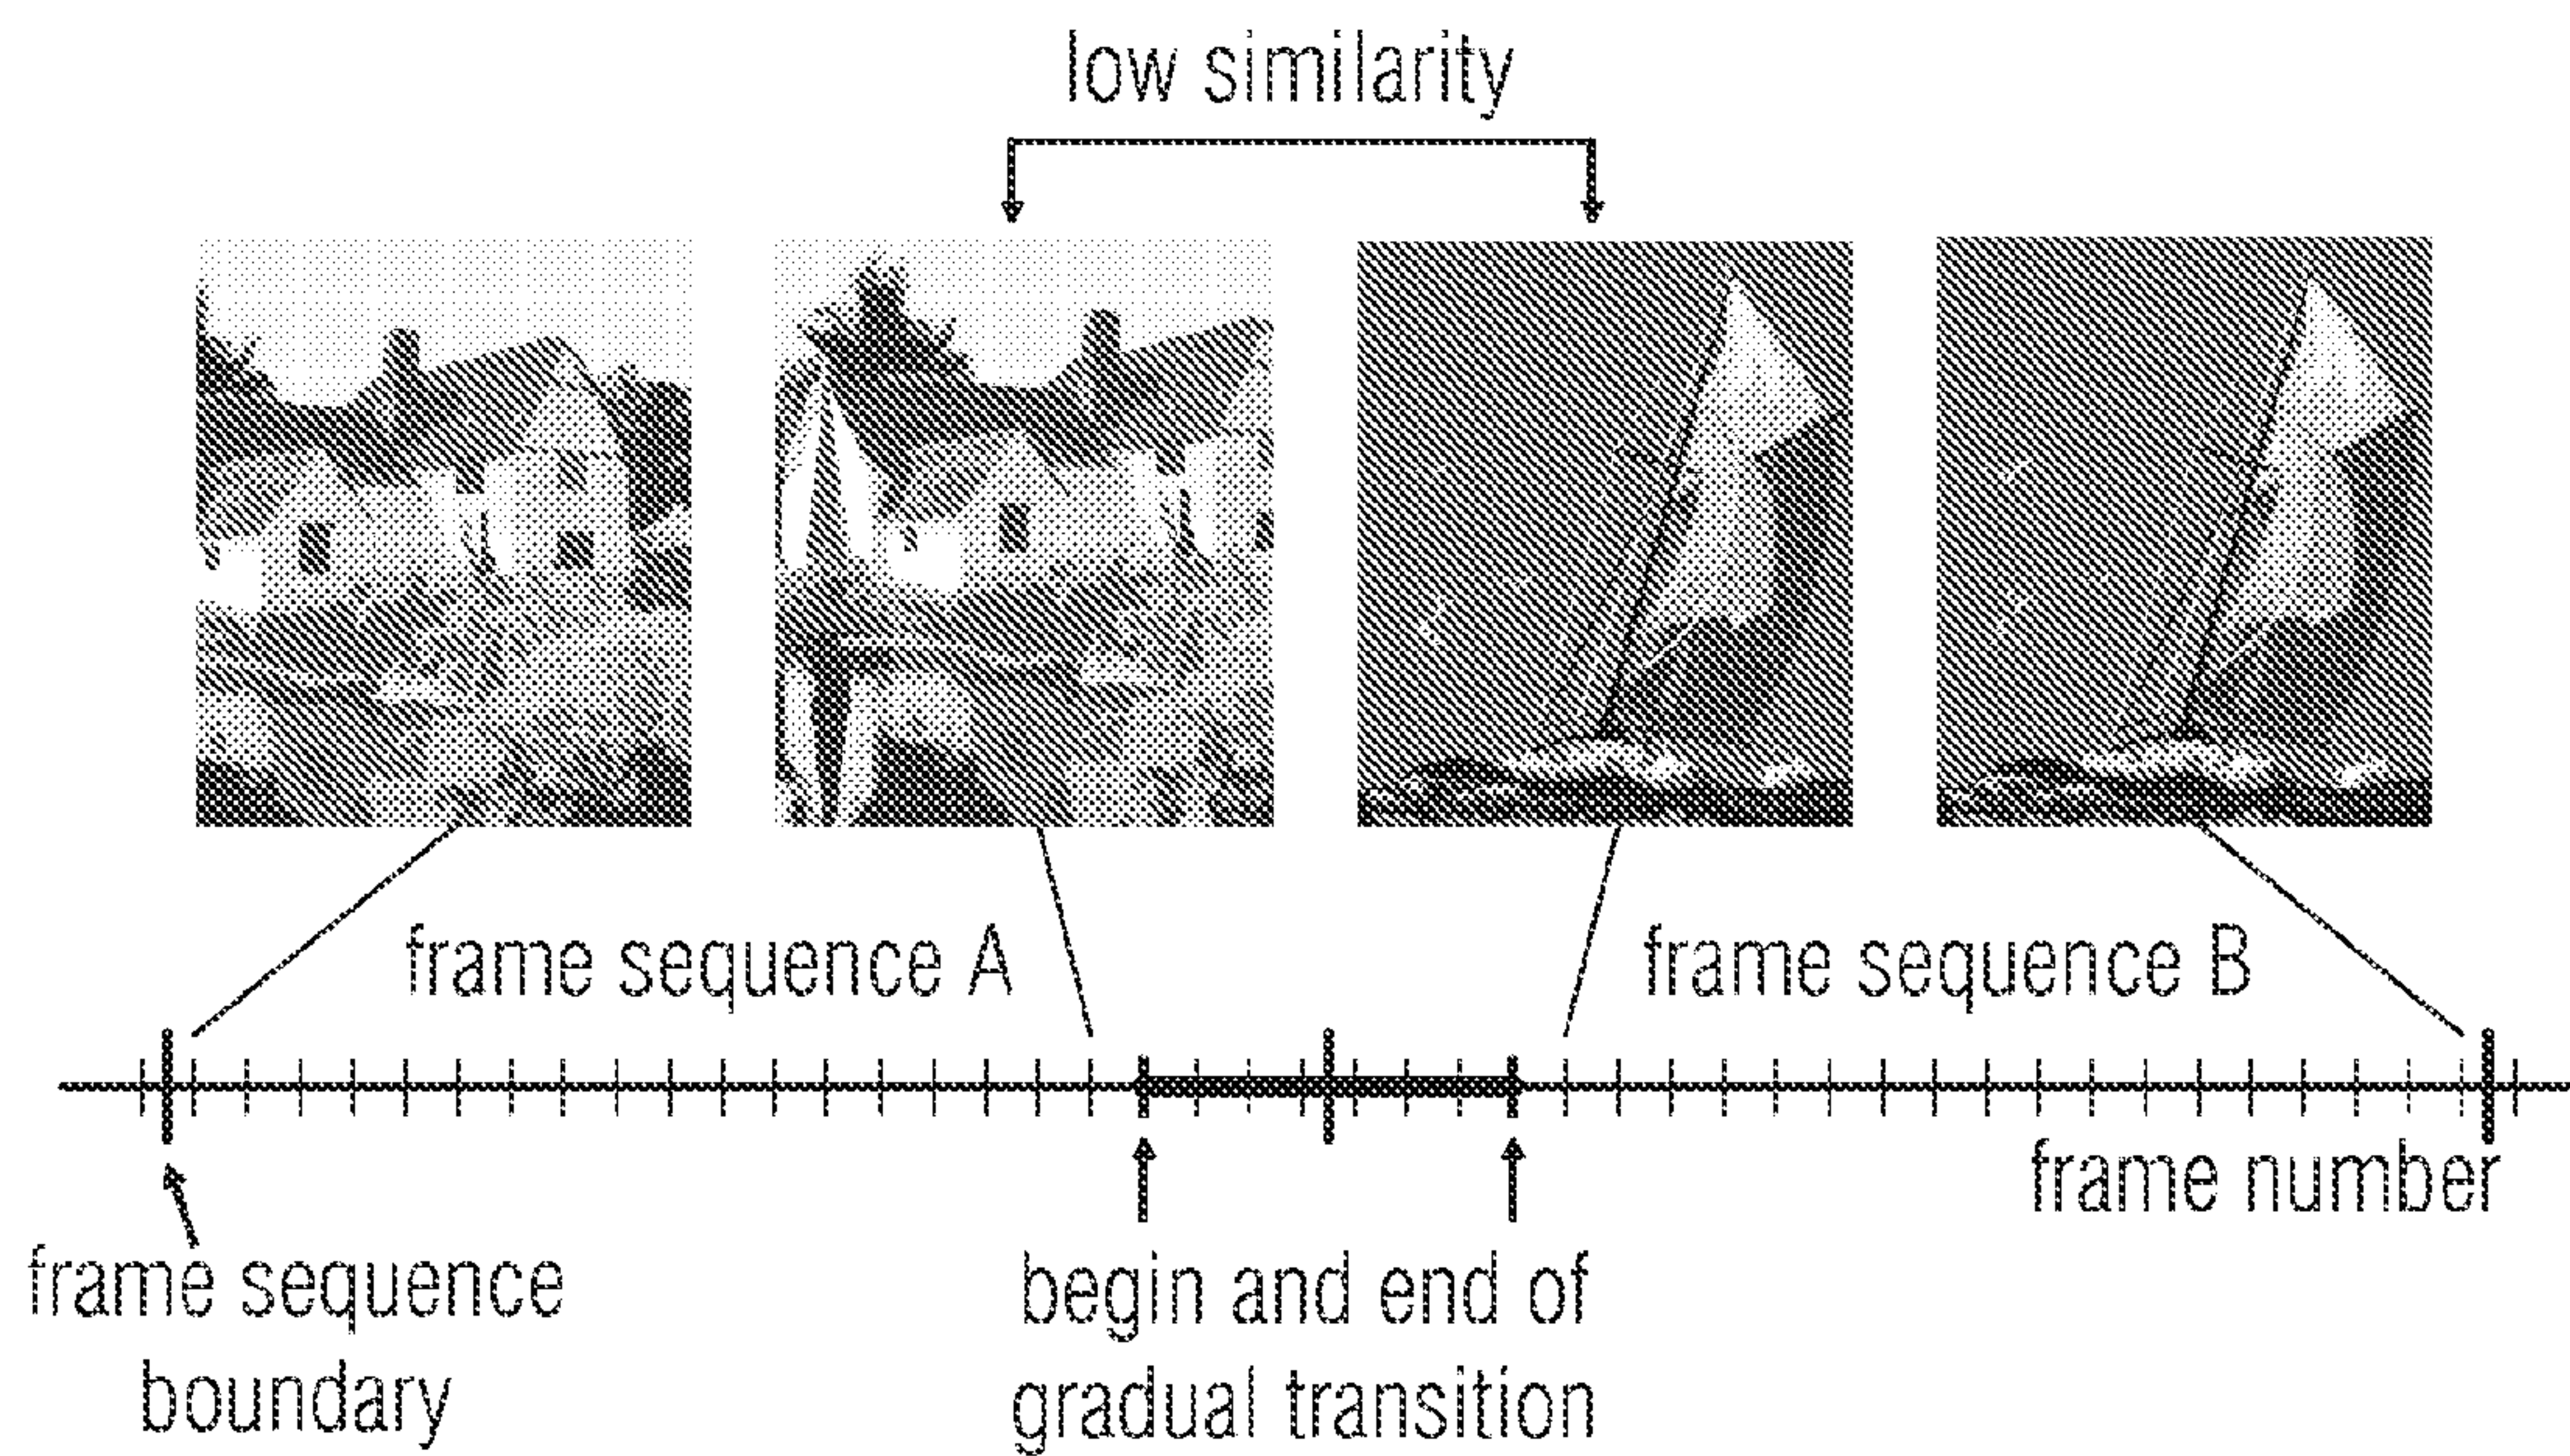 low similarity
frame sequence A
frame sequence B
frame number
frame sequence
boundary
begin and end of
gradual transition